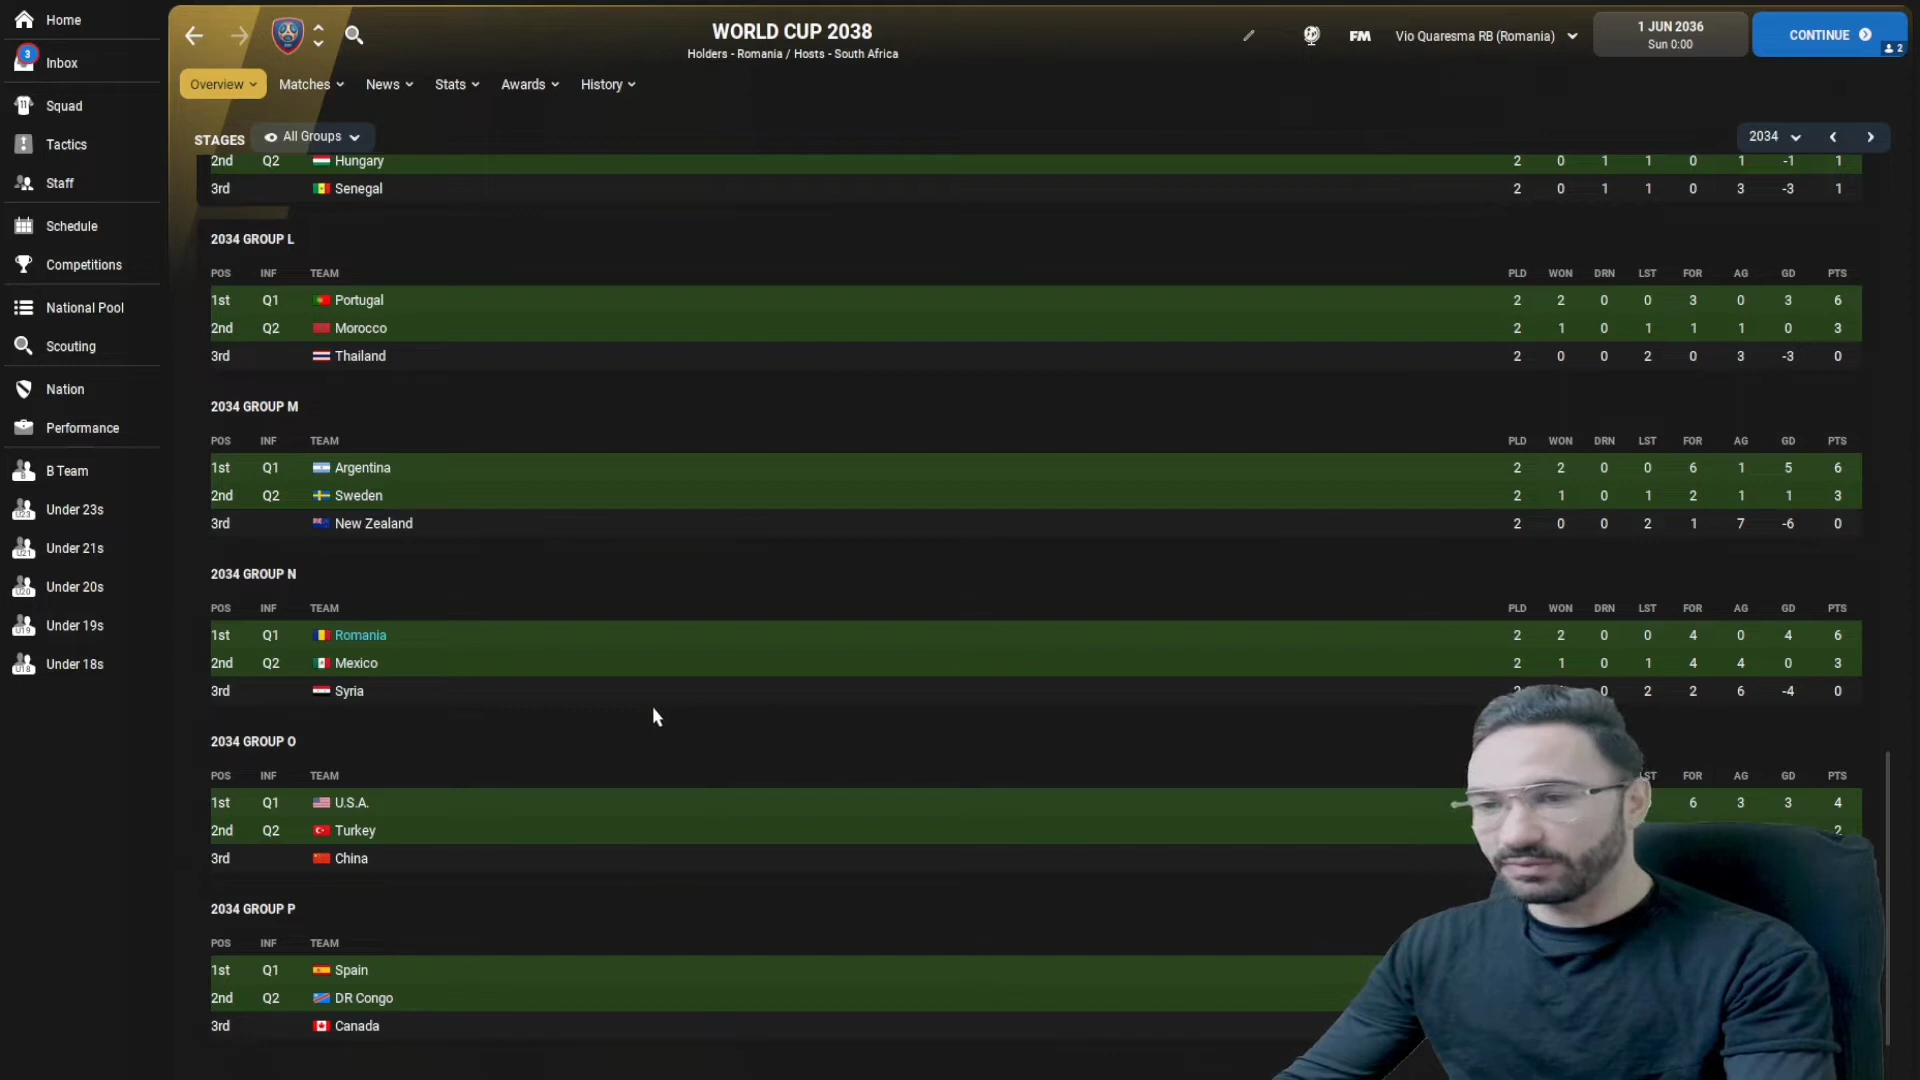 Home
3
Inbox
11
Squad
Tactics
Staff
Schedule
Competitions
National Pool
Scouting
Nation
Performance
B
B Team
U23
Under 23s
U21
Under 21s
U20
Under 20s
U19
Under 19s
U18
Under 18s
WORLD CUP 2038
Holders - Romania / Hosts - South Africa
FM
Vio Quaresma RB (Romania)
1 JUN 2036
Sun 0:00
CONTINUE
2
Overview
Matches
News
Stats
Awards
History
STAGES
All Groups
2034
2nd Q2 Hungary 2 0 1 1 0 1 -1 1
3rd Senegal 2 0 1 1 0 3 -3 1
2034 GROUP L
POS INF TEAM PLD WON DRN LST FOR AG GD PTS
1st Q1 Portugal 2 2 0 0 3 0 3 6
2nd Q2 Morocco 2 1 0 1 1 1 0 3
3rd Thailand 2 0 0 2 0 3 -3 0
2034 GROUP M
POS INF TEAM PLD WON DRN LST FOR AG GD PTS
1st Q1 Argentina 2 2 0 0 6 1 5 6
2nd Q2 Sweden 2 1 0 1 2 1 1 3
3rd New Zealand 2 0 0 2 1 7 -6 0
2034 GROUP N
POS INF TEAM PLD WON DRN LST FOR AG GD PTS
1st Q1 Romania 2 2 0 0 4 0 4 6
2nd Q2 Mexico 2 1 0 1 4 4 0 3
3rd Syria 2 0 2 2 6 -4 0
2034 GROUP O
POS INF TEAM FOR AG GD PTS
1st Q1 U.S.A. 6 3 3 4
2nd Q2 Turkey 2
3rd China
2034 GROUP P
POS INF TEAM
1st Q1 Spain
2nd Q2 DR Congo
3rd Canada